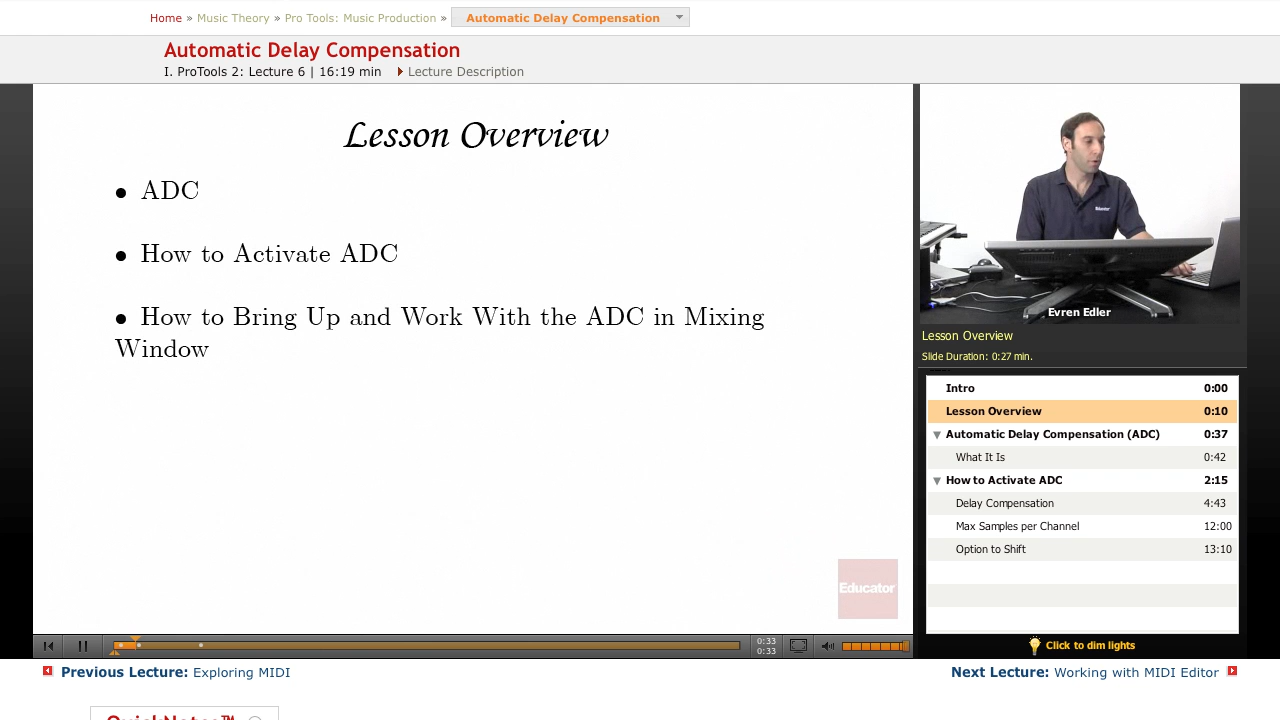 Home » Music Theory » Pro Tools: Music Production » Automatic Delay Compensation
Automatic Delay Compensation
I. ProTools 2: Lecture 6 | 16:19 min Lecture Description
Lesson Overview
• ADC
• How to Activate ADC
• How to Bring Up and Work With the ADC in Mixing
Window
Educator
Evren Edler
Lesson Overview
Slide Duration: 0:27 min.
Intro 0:00
Lesson Overview 0:10
Automatic Delay Compensation (ADC) 0:37
What It Is 0:42
How to Activate ADC 2:15
Delay Compensation 4:43
Max Samples per Channel 12:00
Option to Shift 13:10
0:33
0:33
Click to dim lights
Previous Lecture: Exploring MIDI
Next Lecture: Working with MIDI Editor
QuickNotes™